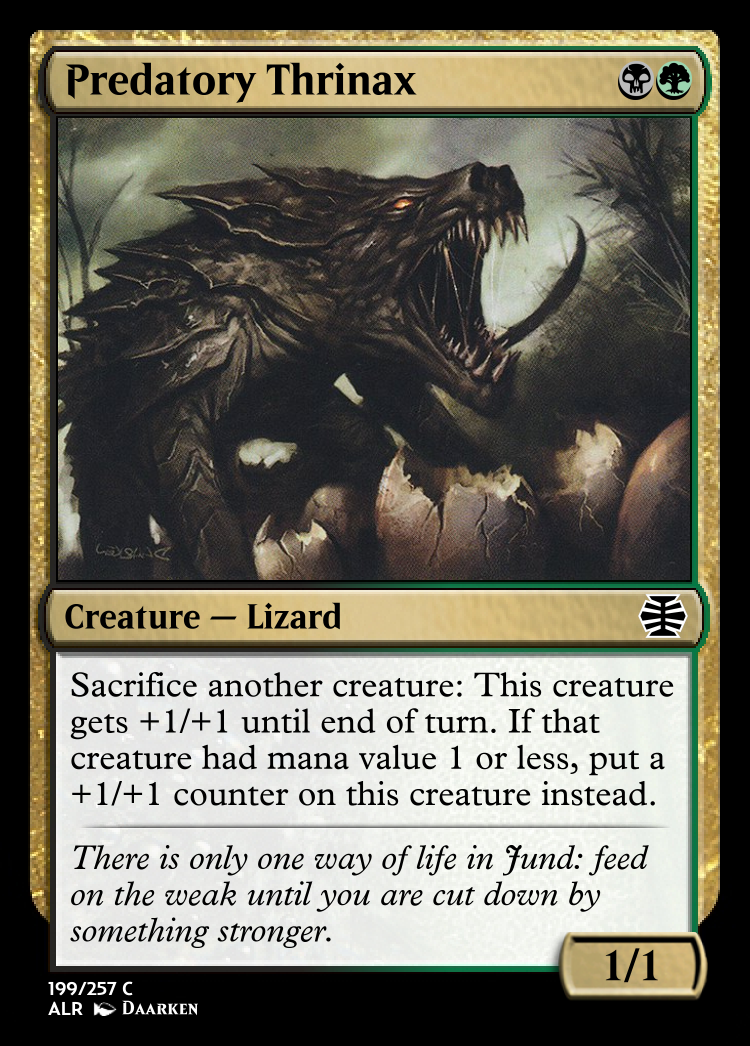 Predatory Thrinax
Creature — Lizard
Sacrifice another creature: This creature
gets +1/+1 until end of turn. If that
creature had mana value 1 or less, put a
+1/+1 counter on this creature instead.
There is only one way of life in Jund: feed
on the weak until you are cut down by
something stronger.
1/1
199/257 C
ALR DAARKEN